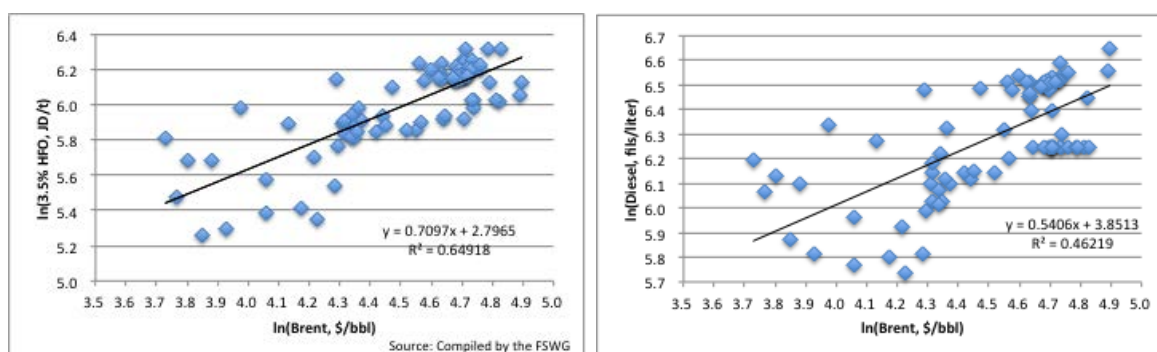 6.4
6.2
6.0
5.8
5.6
5.4
5.2
5.0
ln(3.5% HFO, JD/t)
y = 0.7097x + 2.7965
R² = 0.64918
3.5 3.6 3.7 3.8 3.9 4.0 4.1 4.2 4.3 4.4 4.5 4.6 4.7 4.8 4.9 5.0
ln(Brent, $/bbl)
Source: Compiled by the FSWG
6.7
6.6
6.5
6.4
6.3
6.2
6.1
6.0
5.9
5.8
5.7
ln(Diesel, fils/liter)
y = 0.5406x + 3.8513
R² = 0.46219
3.5 3.6 3.7 3.8 3.9 4.0 4.1 4.2 4.3 4.4 4.5 4.6 4.7 4.8 4.9 5.0
ln(Brent, $/bbl)